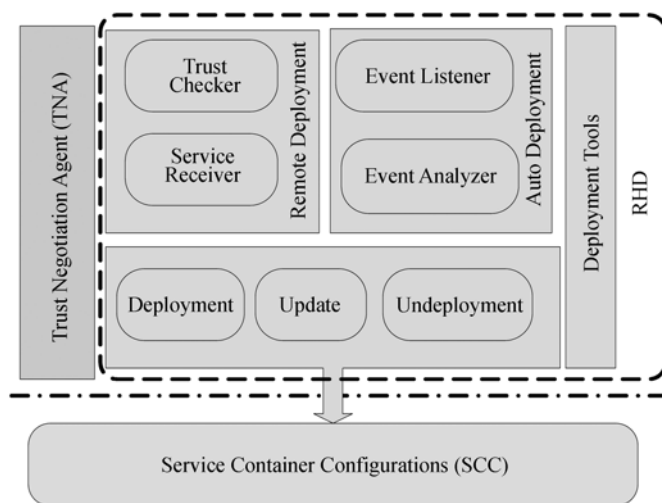 Trust Negotiation Agent (TNA)
Trust
Checker
Service
Receiver
Remote Deployment
Event Listener
Event Analyzer
Auto Deployment
Deployment Tools
RHD
Deployment
Update
Undeployment
Service Container Configurations (SCC)